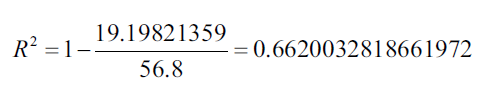 R² = 1 − 19.19821359 / 56.8 = 0.6620032818661972